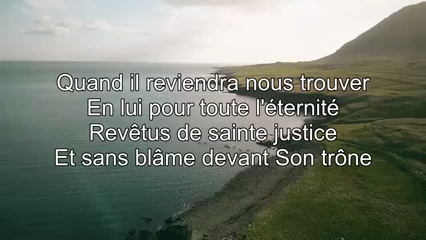 Quand il reviendra nous trouver
En lui pour toute l'éternité
Revêtus de sainte justice
Et sans blâme devant Son trône